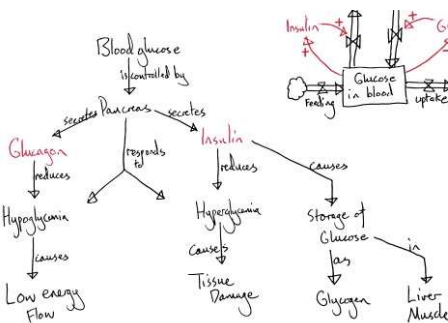 Blood glucose
is controlled by
Pancreas
secretes
secretes
Glucagon
Insulin
reduces
responds
to
reduces
causes
Hypoglycemia
Hyperglycemia
Storage of
Glucose
causes
causes
as
in
Low energy
Flow
Tissue
Damage
Glycogen
Liver
Muscle
Insulin
+
+
+
G
Glucose
in blood
Feeding
uptake